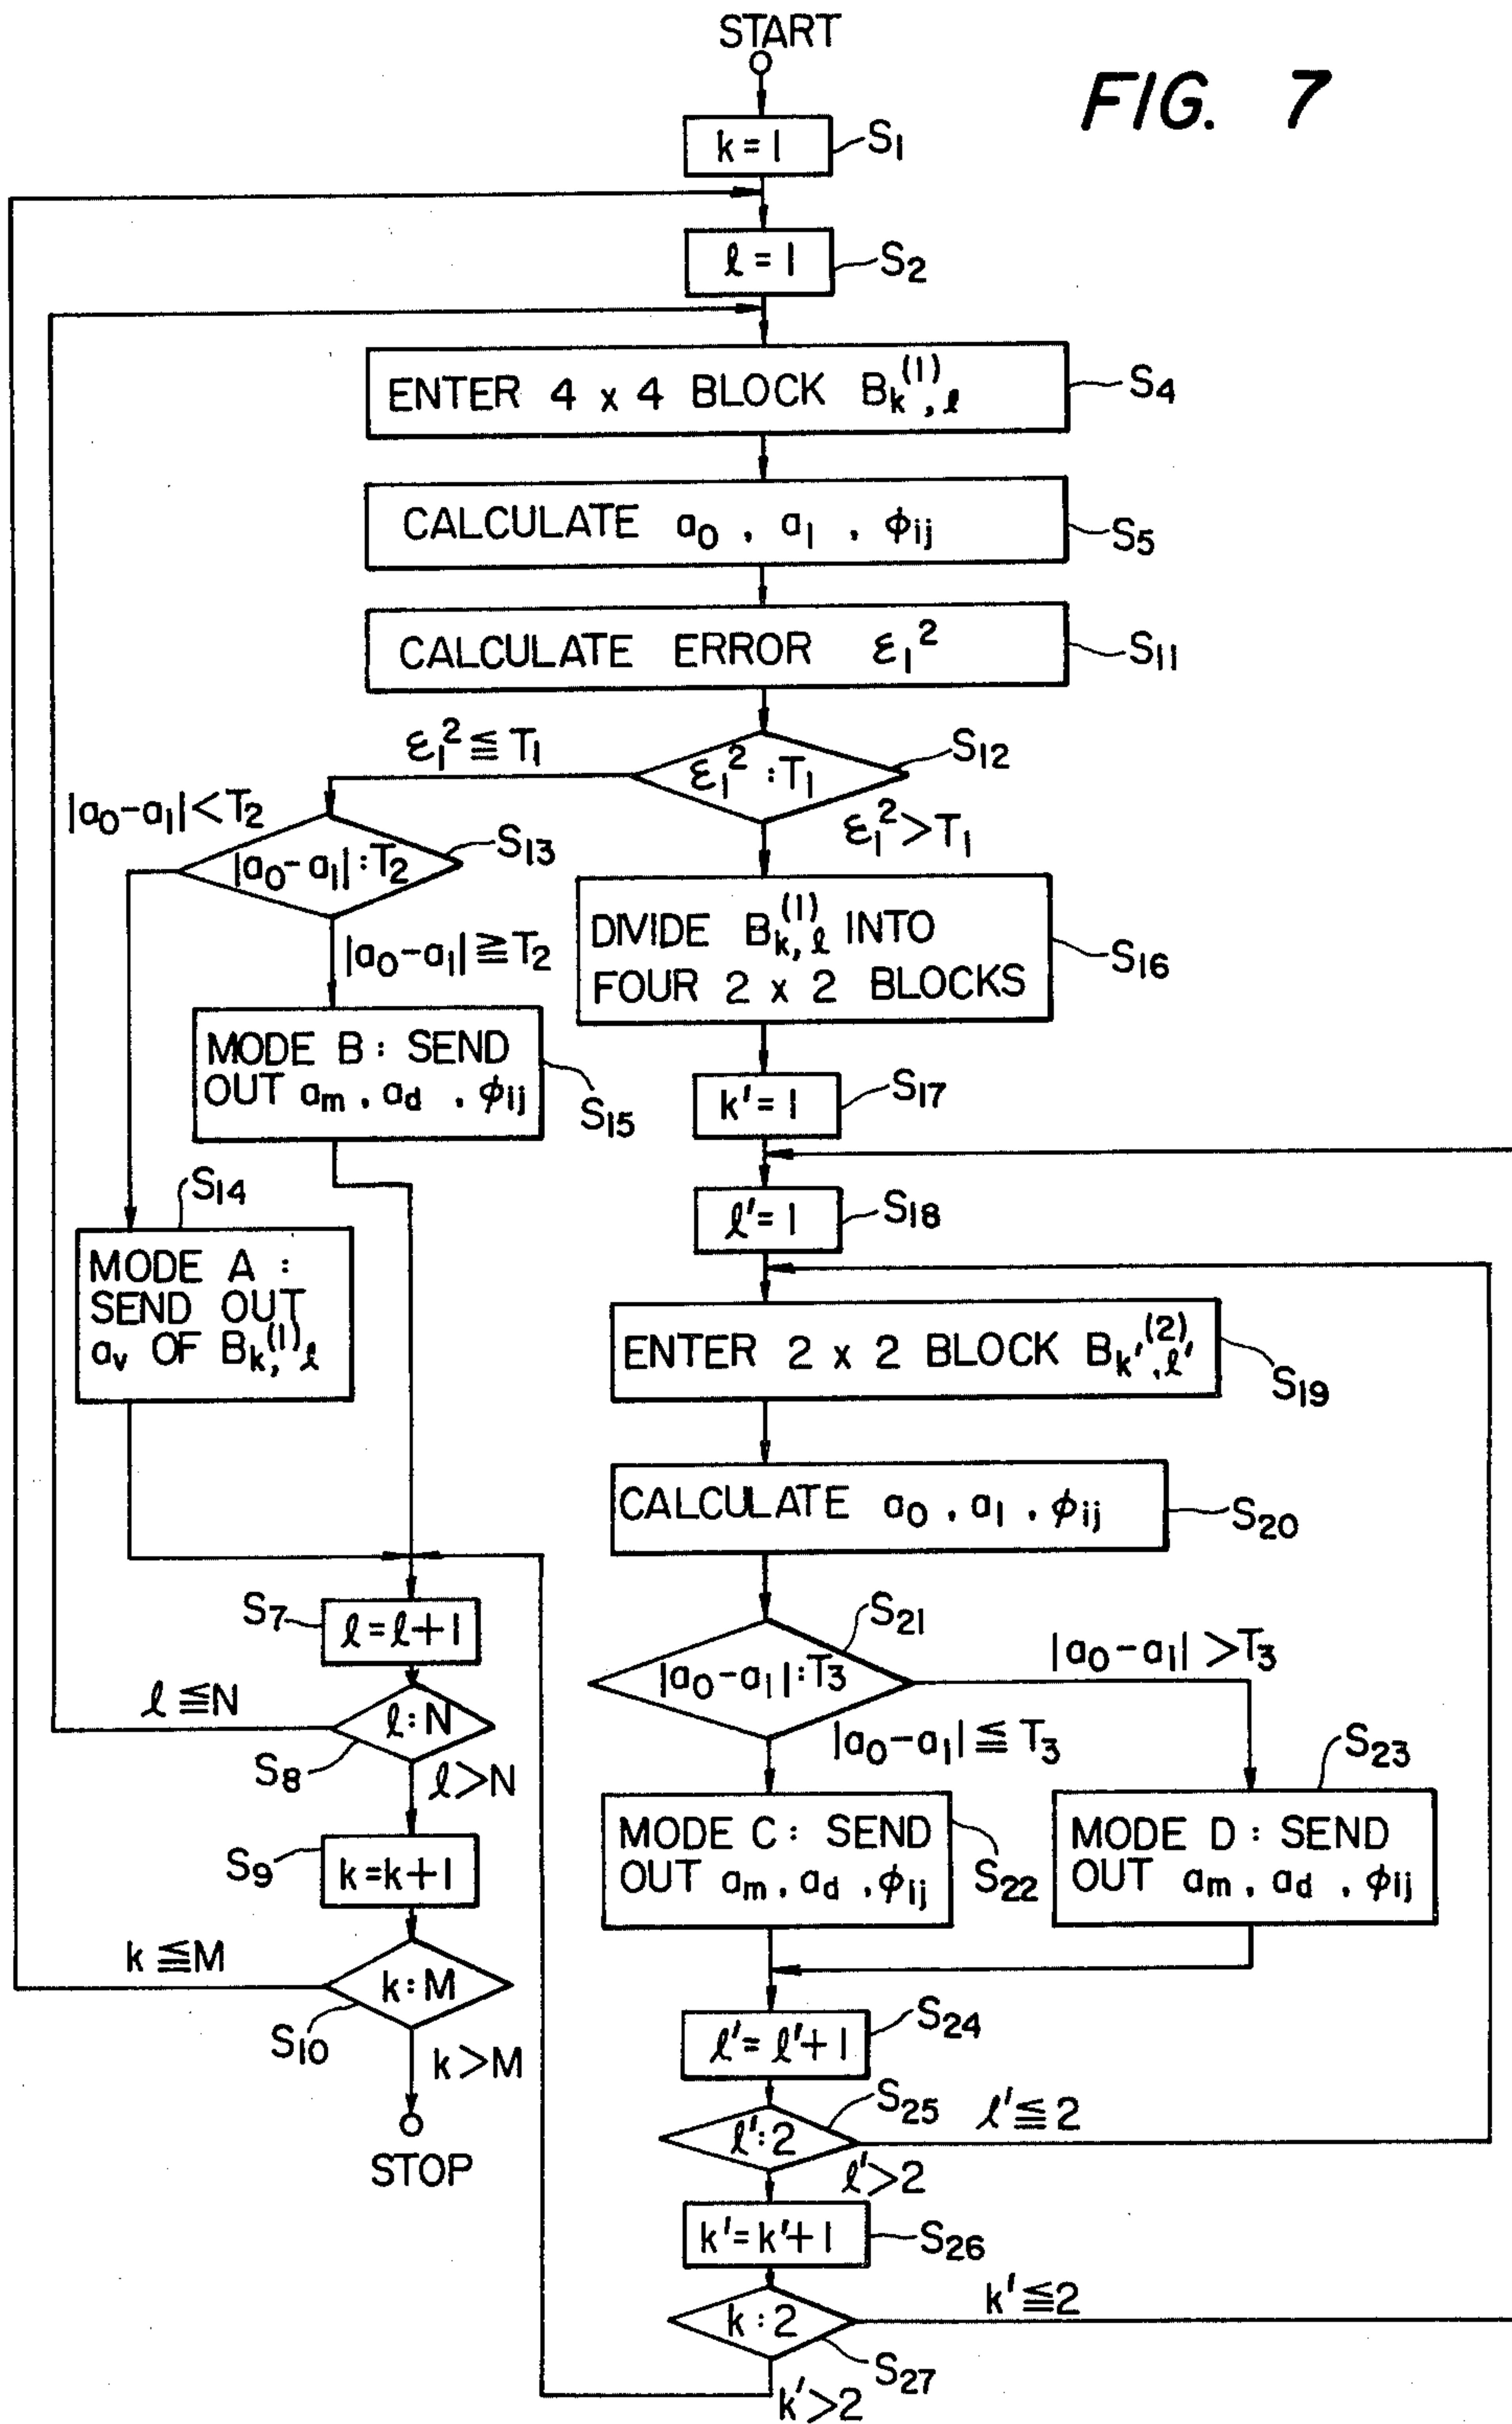 START
FIG. 7
k = 1
S1
ℓ = 1
S2
ENTER 4 x 4 BLOCK B_k^(1),ℓ
S4
CALCULATE a0 , a1 , ϕij
S5
CALCULATE ERROR ε1²
S11
ε1² ≦ T1
ε1² : T1
S12
ε1² > T1
|a0-a1| < T2
|a0-a1| : T2
S13
|a0-a1| ≧ T2
DIVIDE B_k,ℓ^(1) INTO
FOUR 2 x 2 BLOCKS
S16
MODE B : SEND
OUT am , ad , ϕij
S15
k' = 1
S17
S14
MODE A :
SEND OUT
av OF B_k,^(1)ℓ
ℓ' = 1
S18
ENTER 2 x 2 BLOCK B_k'^(2),ℓ'
S19
CALCULATE a0 , a1 , ϕij
S20
S7
ℓ = ℓ + 1
S21
|a0-a1| : T3
|a0-a1| > T3
|a0-a1| ≦ T3
ℓ ≦ N
ℓ : N
S8
ℓ > N
S23
MODE C : SEND
OUT am , ad , ϕij
S22
MODE D : SEND
OUT am , ad , ϕij
S9
k = k + 1
k ≦ M
k : M
S10
k > M
STOP
ℓ' = ℓ' + 1
S24
ℓ' : 2
S25
ℓ' ≦ 2
ℓ' > 2
k' = k' + 1
S26
k : 2
k' ≦ 2
S27
k' > 2